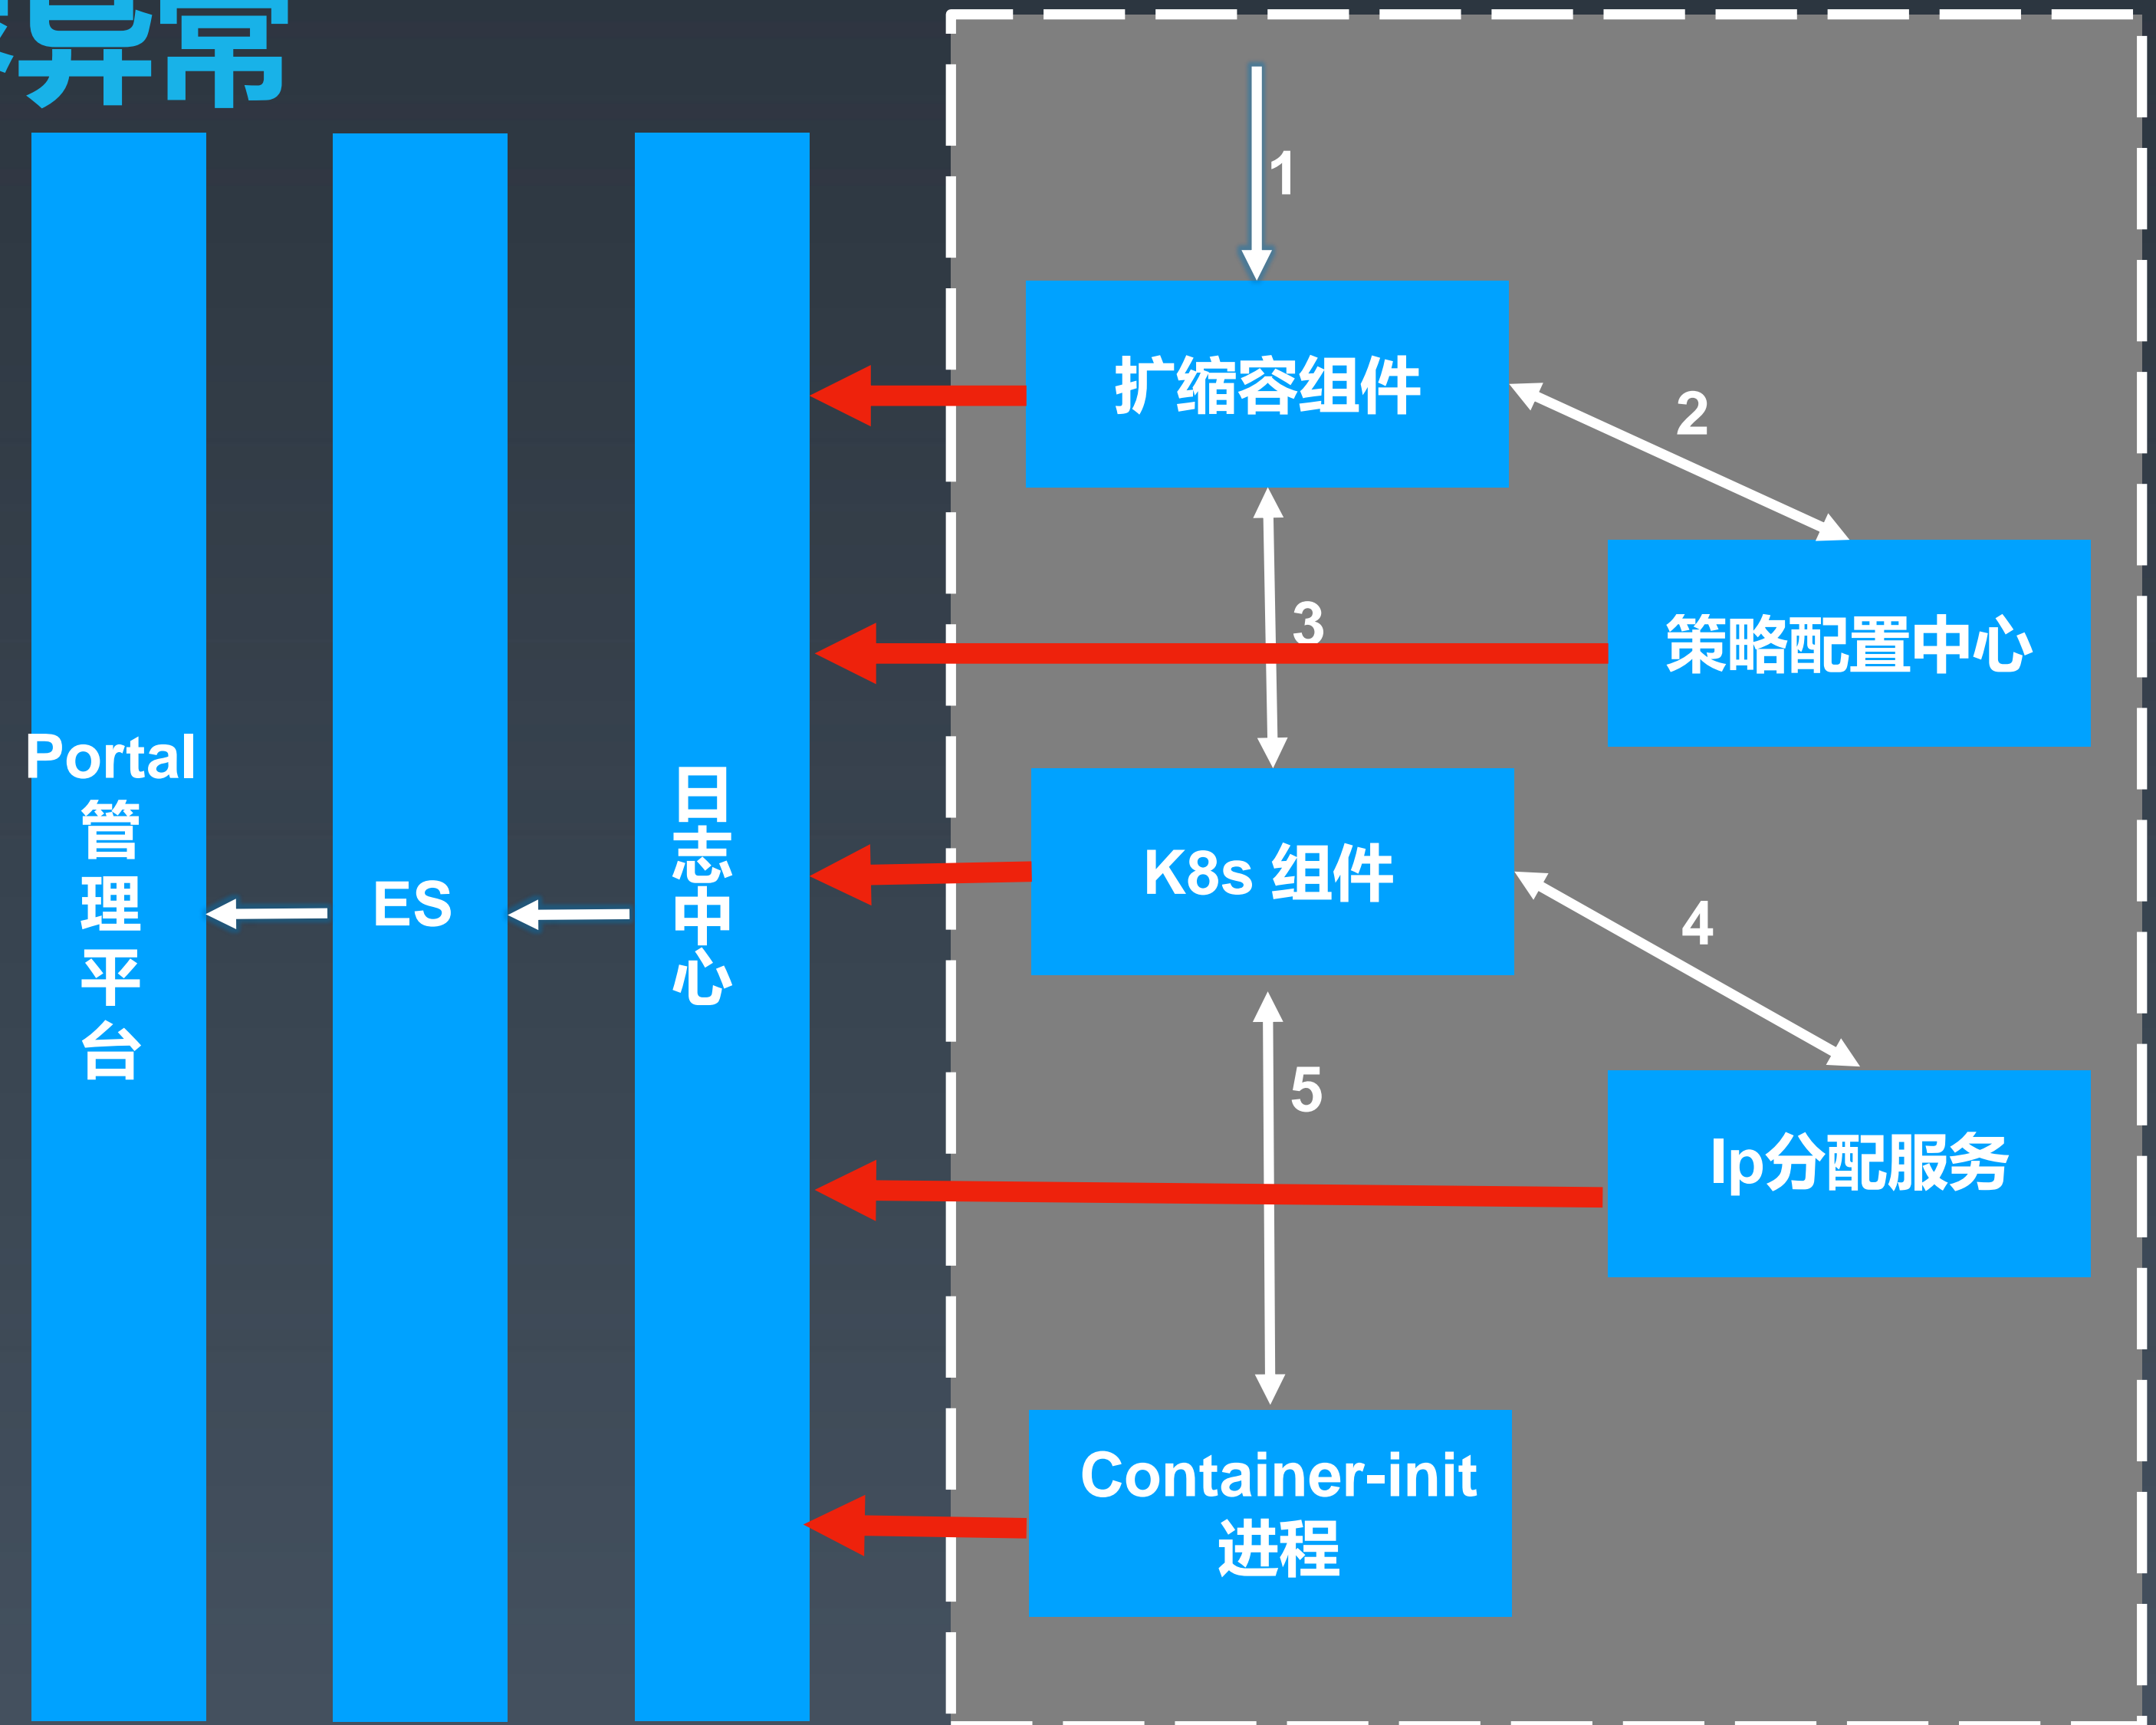 异常
Portal
管
理
平
台
ES
日
志
中
心
1
扩缩容组件
2
策略配置中心
3
K8s 组件
4
Ip分配服务
5
Container-init
进程